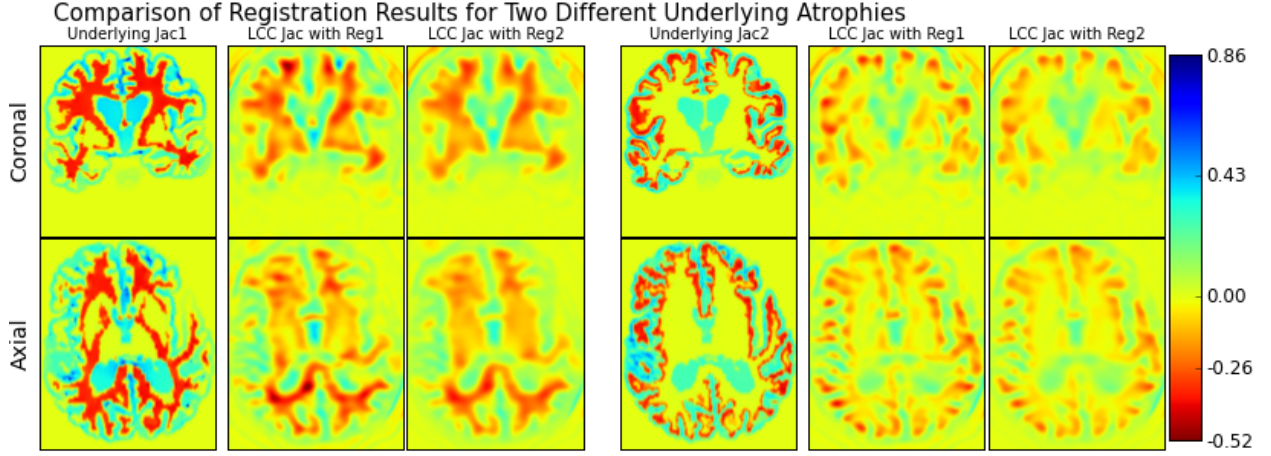 Comparison of Registration Results for Two Different Underlying Atrophies
Underlying Jac1 LCC Jac with Reg1 LCC Jac with Reg2 Underlying Jac2 LCC Jac with Reg1 LCC Jac with Reg2
Coronal
Axial
0.86
0.43
0.00
-0.26
-0.52